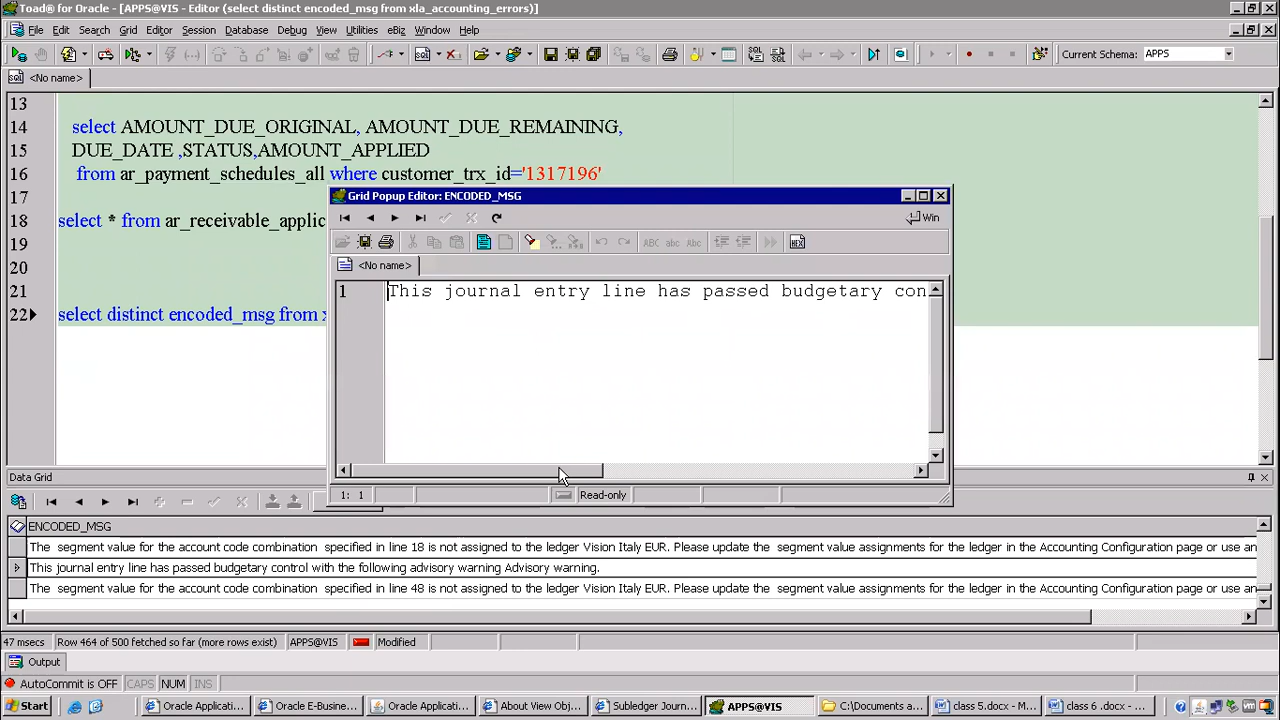 Toad® for Oracle - [APPS@VIS - Editor (select distinct encoded_msg from xla_accounting_errors)]
File Edit Search Grid Editor Session Database Debug View Utilities eBiz Window Help
Current Schema: APPS
<No name>
13
14 select AMOUNT_DUE_ORIGINAL, AMOUNT_DUE_REMAINING,
15 DUE_DATE ,STATUS,AMOUNT_APPLIED
16 from ar_payment_schedules_all where customer_trx_id='1317196'
17
18 select * from ar_receivable_applic
19
20
21
22 select distinct encoded_msg from x
Grid Popup Editor: ENCODED_MSG
Win
ABC abc Abc HEX
<No name>
1 This journal entry line has passed budgetary con
1: 1 Read-only
Data Grid
ENCODED_MSG
The segment value for the account code combination specified in line 18 is not assigned to the ledger Vision Italy EUR. Please update the segment value assignments for the ledger in the Accounting Configuration page or use an
This journal entry line has passed budgetary control with the following advisory warning Advisory warning.
The segment value for the account code combination specified in line 48 is not assigned to the ledger Vision Italy EUR. Please update the segment value assignments for the ledger in the Accounting Configuration page or use an
47 msecs Row 464 of 500 fetched so far (more rows exist) APPS@VIS Modified
Output
AutoCommit is OFF CAPS NUM INS
Start Oracle Applicati... Oracle E-Busine... Oracle Applicati... About View Obj... Subledger Journ... APPS@VIS C:\Documents a... class 5.docx - M... class 6 .docx - ...